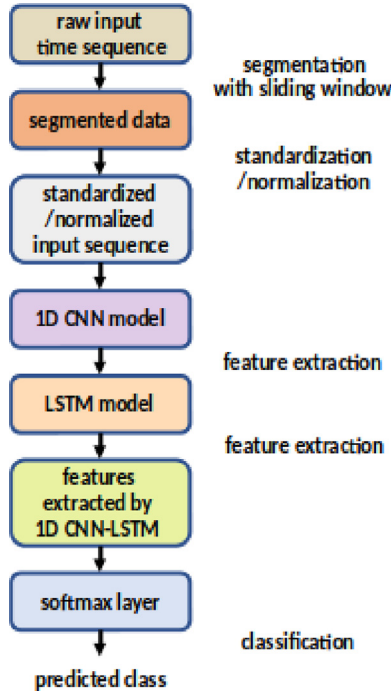 raw input
time sequence
segmentation
with sliding window
segmented data
standardization
/normalization
standardized
/normalized
input sequence
1D CNN model
feature extraction
LSTM model
feature extraction
features
extracted by
1D CNN-LSTM
softmax layer
classification
predicted class